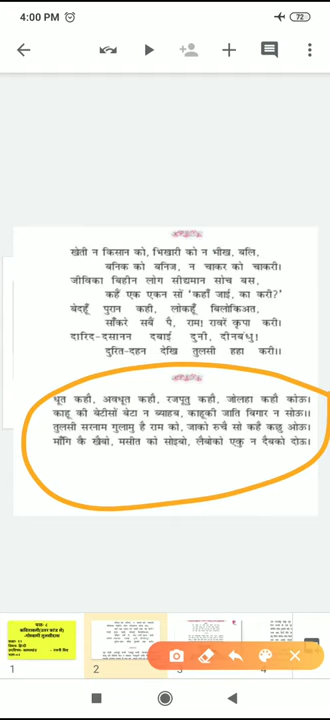 4:00 PM
72
खेती न किसान को, भिखारी को न भीख, बलि,
बनिक को बनिज, न चाकर को चाकरी।
जीविका बिहीन लोग सीद्यमान सोच बस,
कहैं एक एकन सों 'कहाँ जाई, का करी?'
बेदहूँ पुरान कही, लोकहूँ बिलोकिअत,
साँकरे सबैं पै, राम! रावरें कृपा करी।
दारिद-दसानन दबाई दुनी, दीनबंधु!
दुरित-दहन देखि तुलसी हहा करी।।
धूत कहौ, अवधूत कहौ, रजपूतु कहौ, जोलहा कहौ कोऊ।
काहू की बेटीसों बेटा न ब्याहब, काहूकी जाति बिगार न सोऊ।।
तुलसी सरनाम गुलामु है राम को, जाको रुचै सो कहै कछु ओऊ।
माँगि कै खैबो, मसीत को सोइबो, लैबोको एकु न दैबको दोऊ।
1
2
3
4